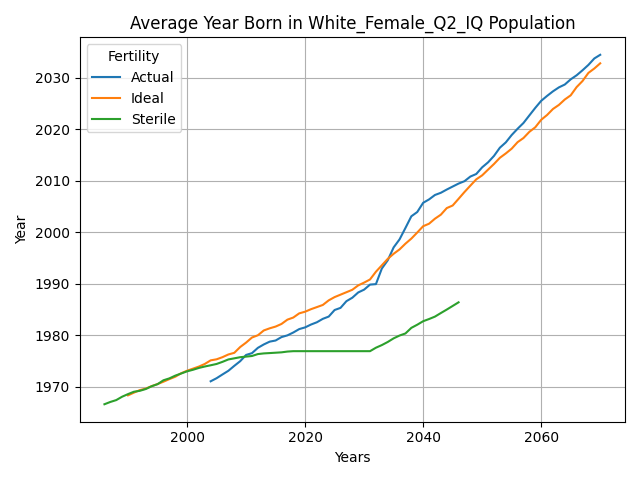 Average Year Born in White_Female_Q2_IQ Population
Fertility
Actual
Ideal
Sterile
2030
2020
2010
2000
1990
1980
1970
Year
2000
2020
2040
2060
Years